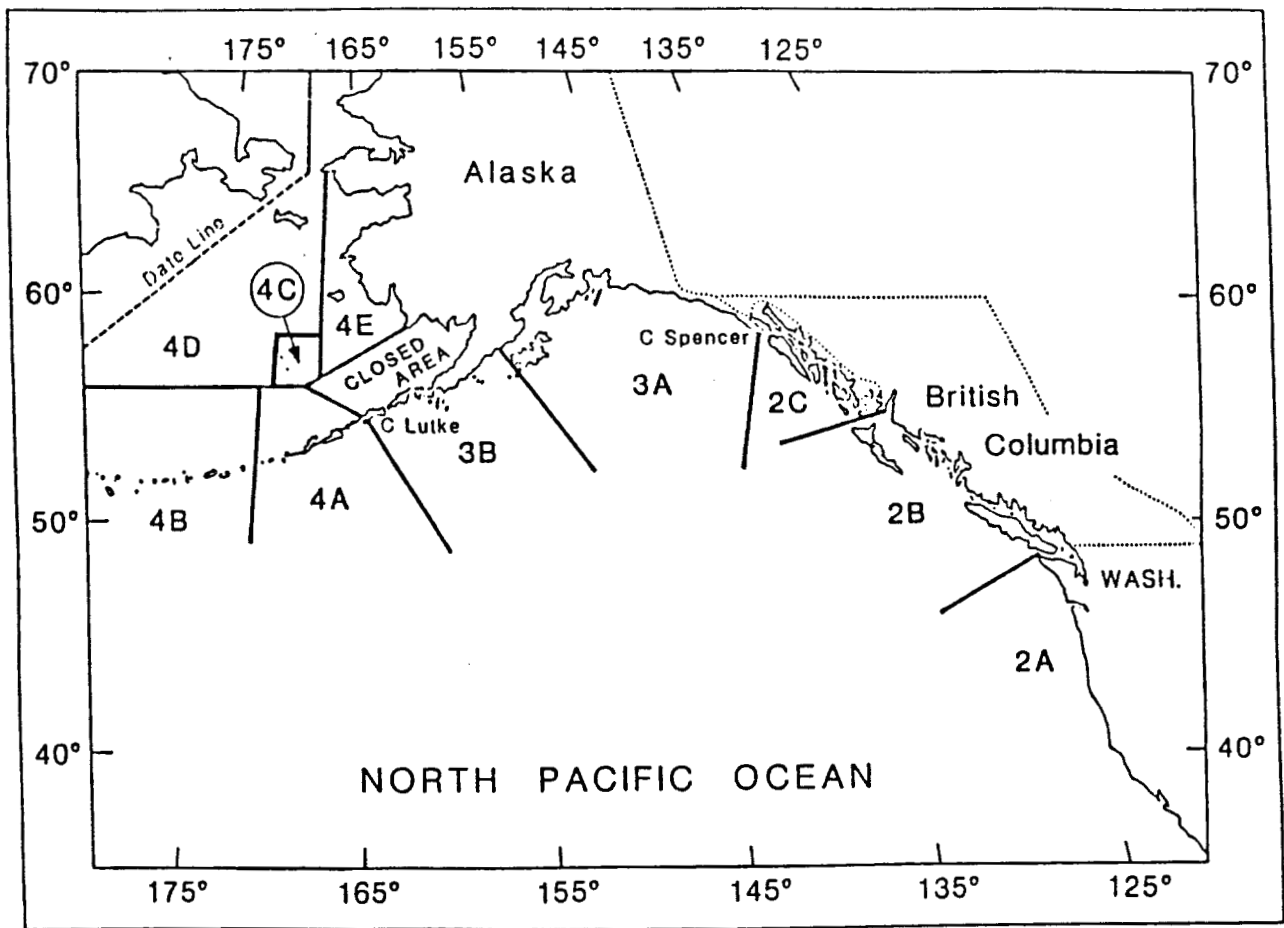 175° 165° 155° 145° 135° 125°
70° 70°
Alaska
Date Line
60° 4C 60°
4E
4D C Spencer
CLOSED
AREA 3A
2C British
C Lutke
3B Columbia
4A
4B 2B
50° 50°
WASH.
2A
40° 40°
NORTH PACIFIC OCEAN
175° 165° 155° 145° 135° 125°